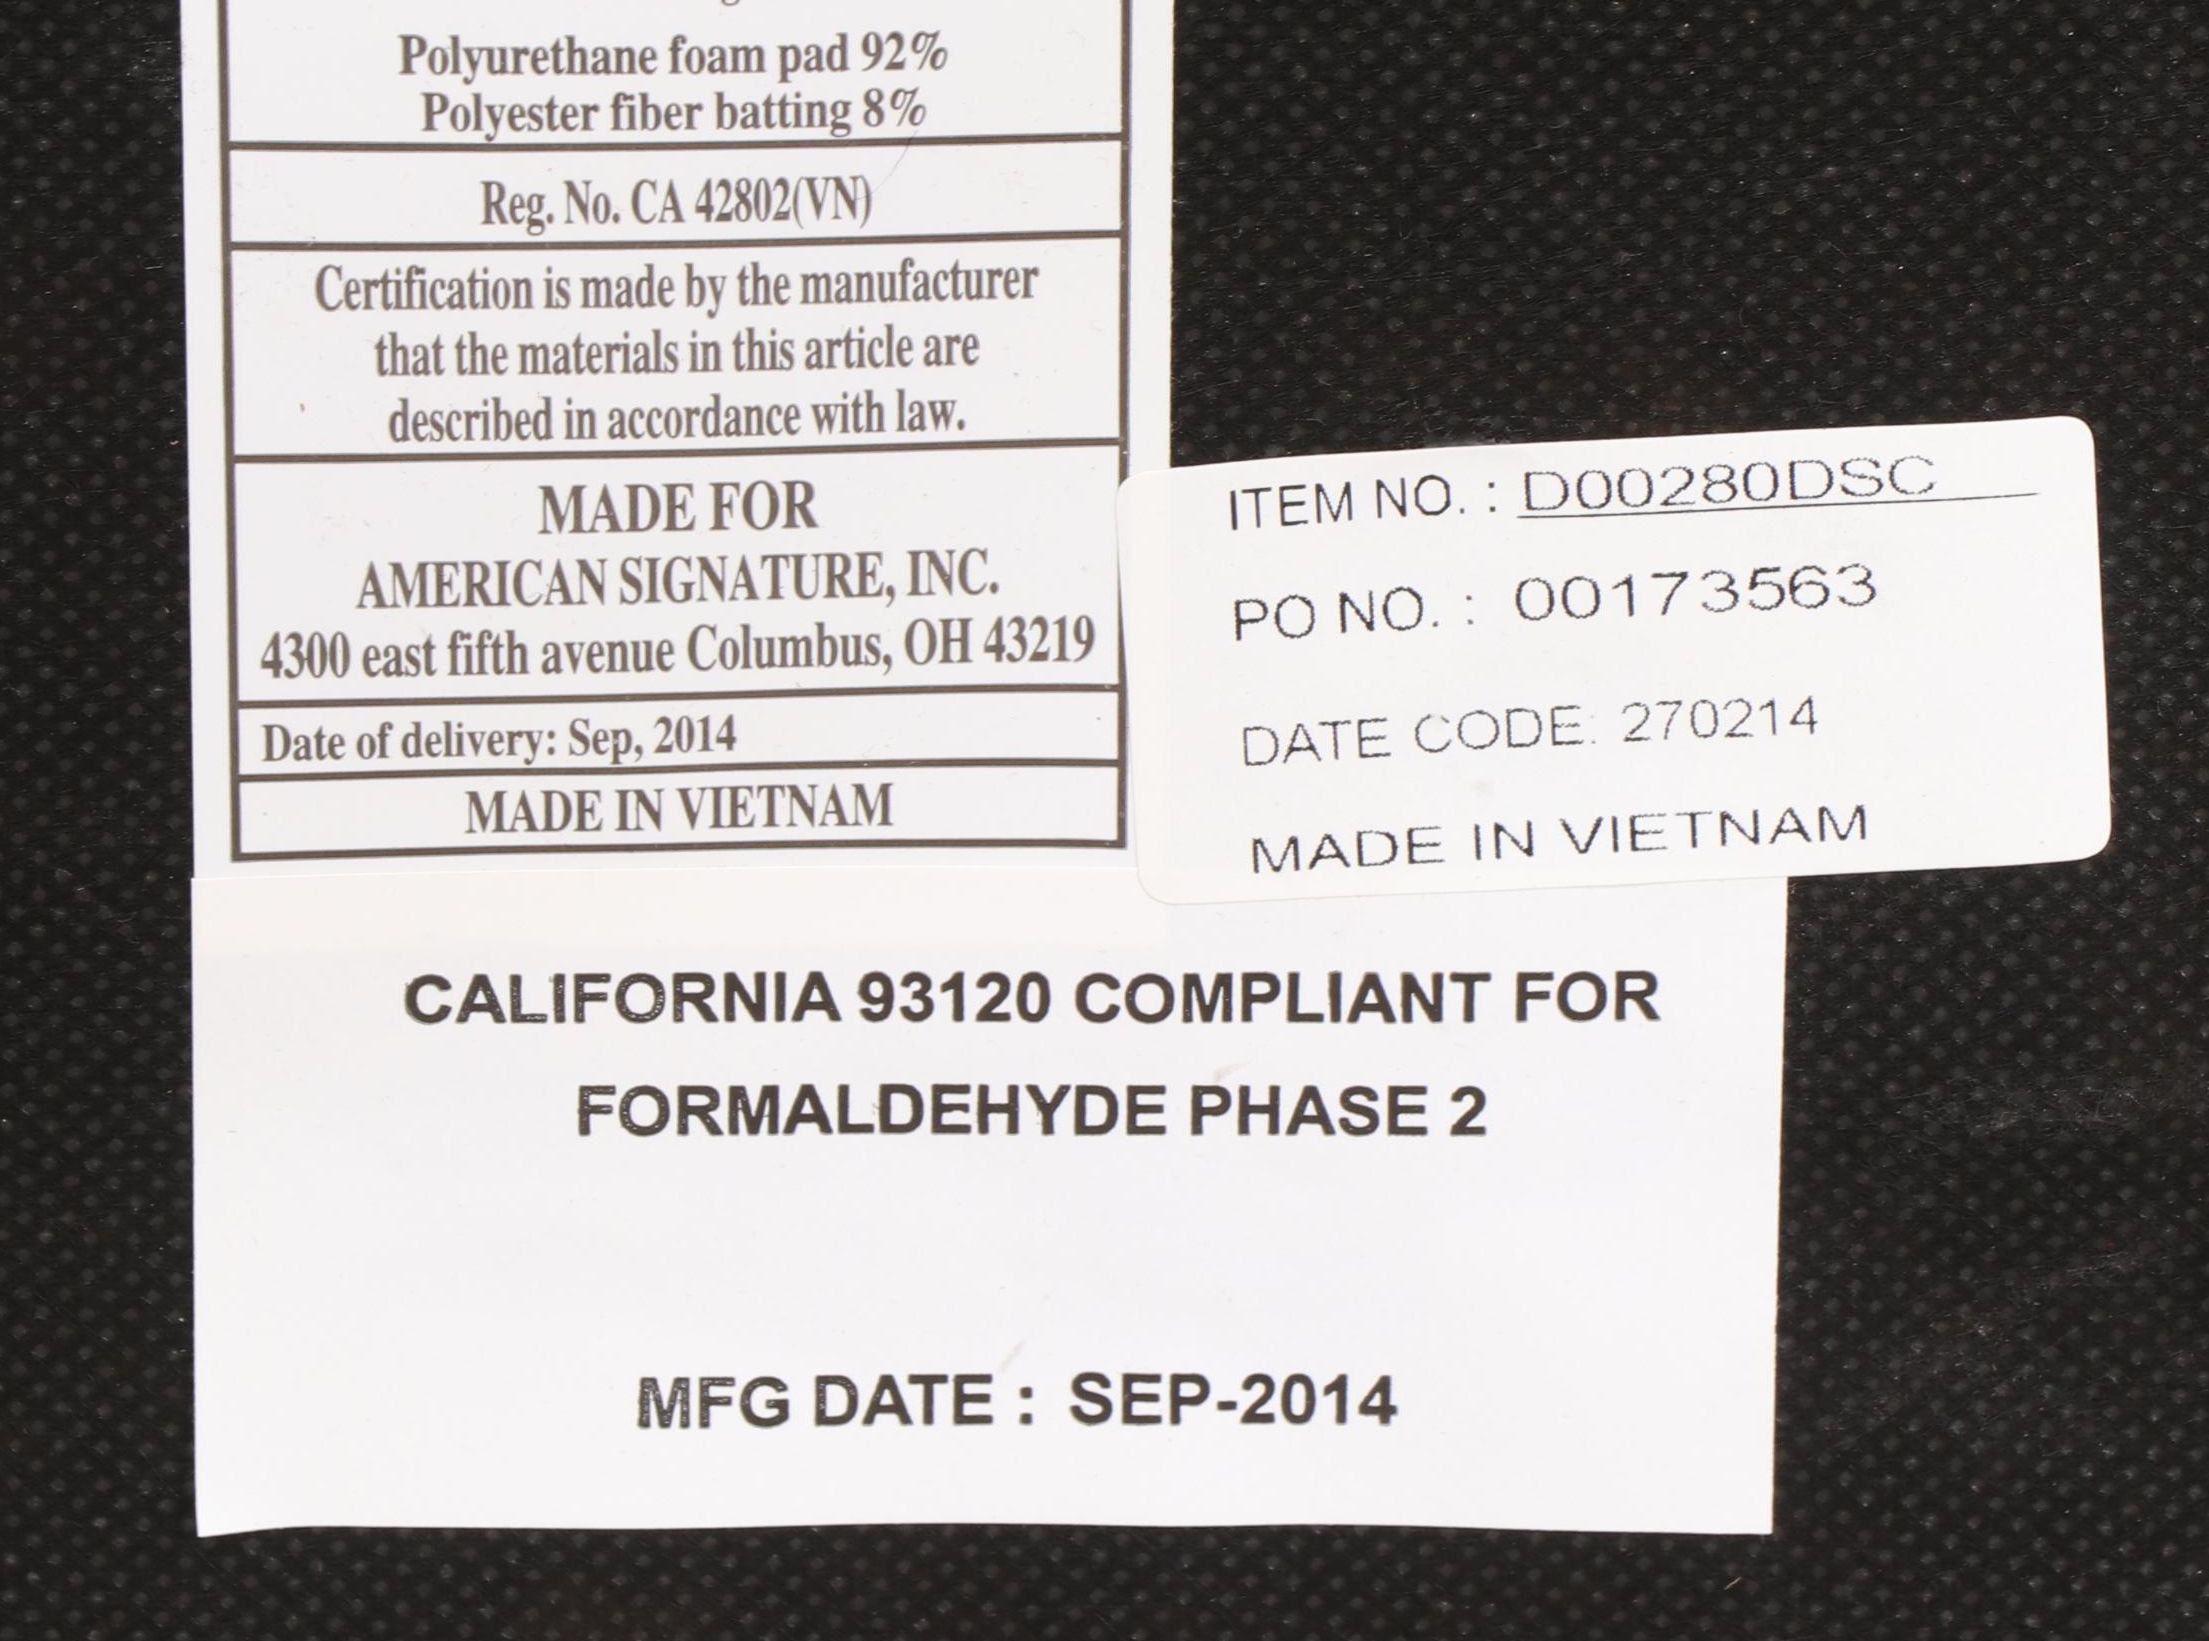 Polyurethane foam pad 92%
Polyester fiber batting 8%
Reg. No. CA 42802(VN)
Certification is made by the manufacturer
that the materials in this article are
described in accordance with law.
MADE FOR
AMERICAN SIGNATURE, INC.
4300 east fifth avenue Columbus, OH 43219
Date of delivery: Sep, 2014
MADE IN VIETNAM
ITEM NO. : D00280DSC
PO NO. : 00173563
DATE CODE: 270214
MADE IN VIETNAM
CALIFORNIA 93120 COMPLIANT FOR
FORMALDEHYDE PHASE 2
MFG DATE : SEP-2014